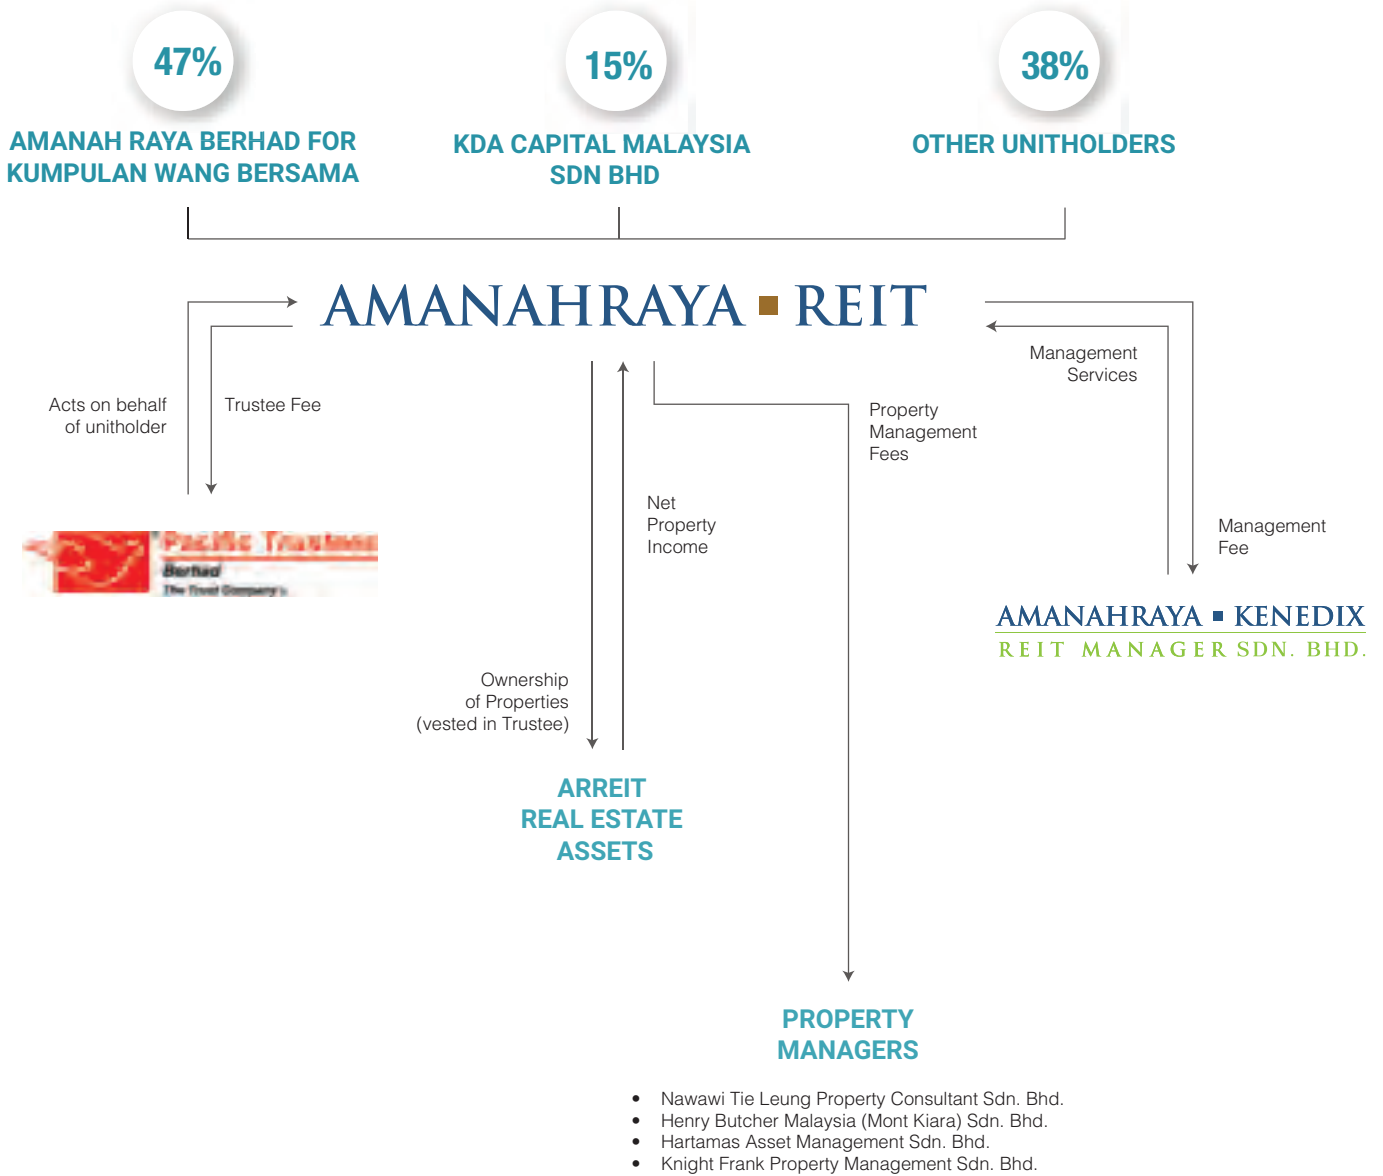 47%
15%
38%
AMANAH RAYA BERHAD FOR
KUMPULAN WANG BERSAMA
KDA CAPITAL MALAYSIA
SDN BHD
OTHER UNITHOLDERS
AMANAHRAYA ▪ REIT
Acts on behalf
of unitholder
Trustee Fee
Management
Services
Property
Management
Fees
Net
Property
Income
Management
Fee
Pacific Trustees
Berhad
The Trust Company
AMANAHRAYA ▪ KENEDIX
REIT MANAGER SDN. BHD.
Ownership
of Properties
(vested in Trustee)
ARREIT
REAL ESTATE
ASSETS
PROPERTY
MANAGERS
• Nawawi Tie Leung Property Consultant Sdn. Bhd.
• Henry Butcher Malaysia (Mont Kiara) Sdn. Bhd.
• Hartamas Asset Management Sdn. Bhd.
• Knight Frank Property Management Sdn. Bhd.